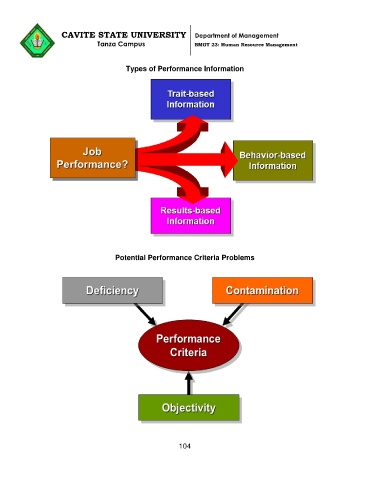 CAVITE STATE UNIVERSITY
Tanza Campus
Department of Management
BMGT 23: Human Resource Management
Types of Performance Information
Trait-based
Information
Job
Performance?
Behavior-based
Information
Results-based
Information
Potential Performance Criteria Problems
Deficiency
Contamination
Performance
Criteria
Objectivity
104